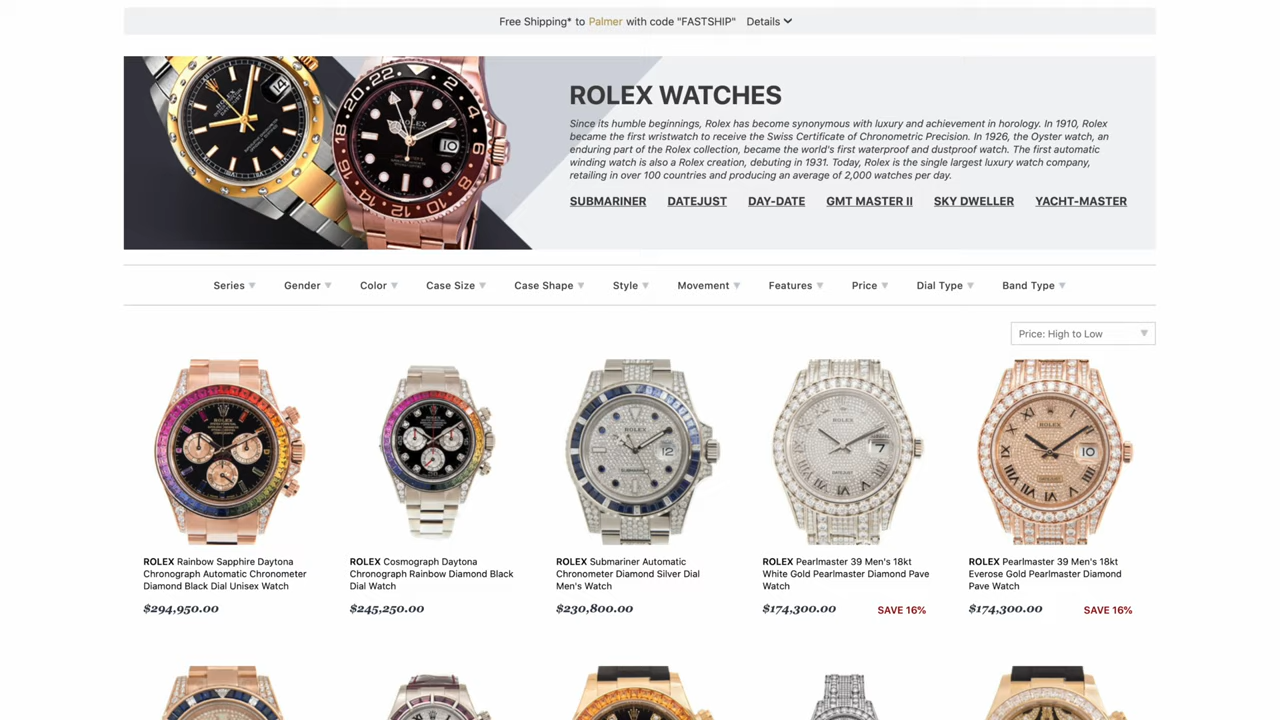 Free Shipping* to Palmer with code "FASTSHIP" Details
ROLEX WATCHES
Since its humble beginnings, Rolex has become synonymous with luxury and achievement in horology. In 1910, Rolex
became the first wristwatch to receive the Swiss Certificate of Chronometric Precision. In 1926, the Oyster watch, an
enduring part of the Rolex collection, became the world's first waterproof and dustproof watch. The first automatic
winding watch is also a Rolex creation, debuting in 1931. Today, Rolex is the single largest luxury watch company,
retailing in over 100 countries and producing an average of 2,000 watches per day.
SUBMARINER DATEJUST DAY-DATE GMT MASTER II SKY DWELLER YACHT-MASTER
Series Gender Color Case Size Case Shape Style Movement Features Price Dial Type Band Type
Price: High to Low
ROLEX Rainbow Sapphire Daytona
Chronograph Automatic Chronometer
Diamond Black Dial Unisex Watch
$294,950.00
ROLEX Cosmograph Daytona
Chronograph Rainbow Diamond Black
Dial Watch
$245,250.00
ROLEX Submariner Automatic
Chronometer Diamond Silver Dial
Men's Watch
$230,800.00
ROLEX Pearlmaster 39 Men's 18kt
White Gold Pearlmaster Diamond Pave
Watch
$174,300.00 SAVE 16%
ROLEX Pearlmaster 39 Men's 18kt
Everose Gold Pearlmaster Diamond
Pave Watch
$174,300.00 SAVE 16%